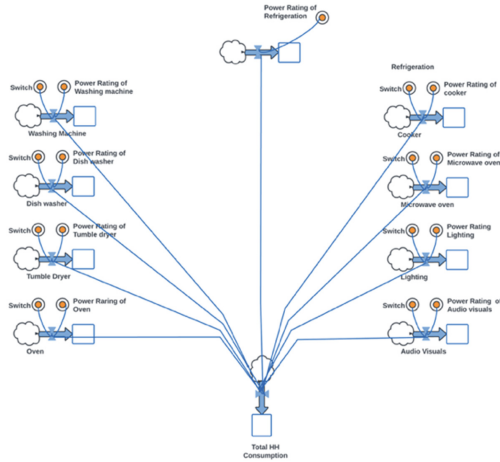 Power Rating of
Refrigeration
Refrigeration
Switch
Power Rating of
Washing machine
Washing Machine
Switch
Power Rating of
cooker
Cooker
Switch
Power Rating of
Dish washer
Dish washer
Switch
Power Rating of
Microwave oven
Microwave oven
Switch
Power Rating of
Tumble dryer
Tumble Dryer
Switch
Power Rating
Lighting
Lighting
Switch
Power Raring of
Oven
Oven
Switch
Power Rating of
Audio visuals
Audio Visuals
Total HH
Consumption